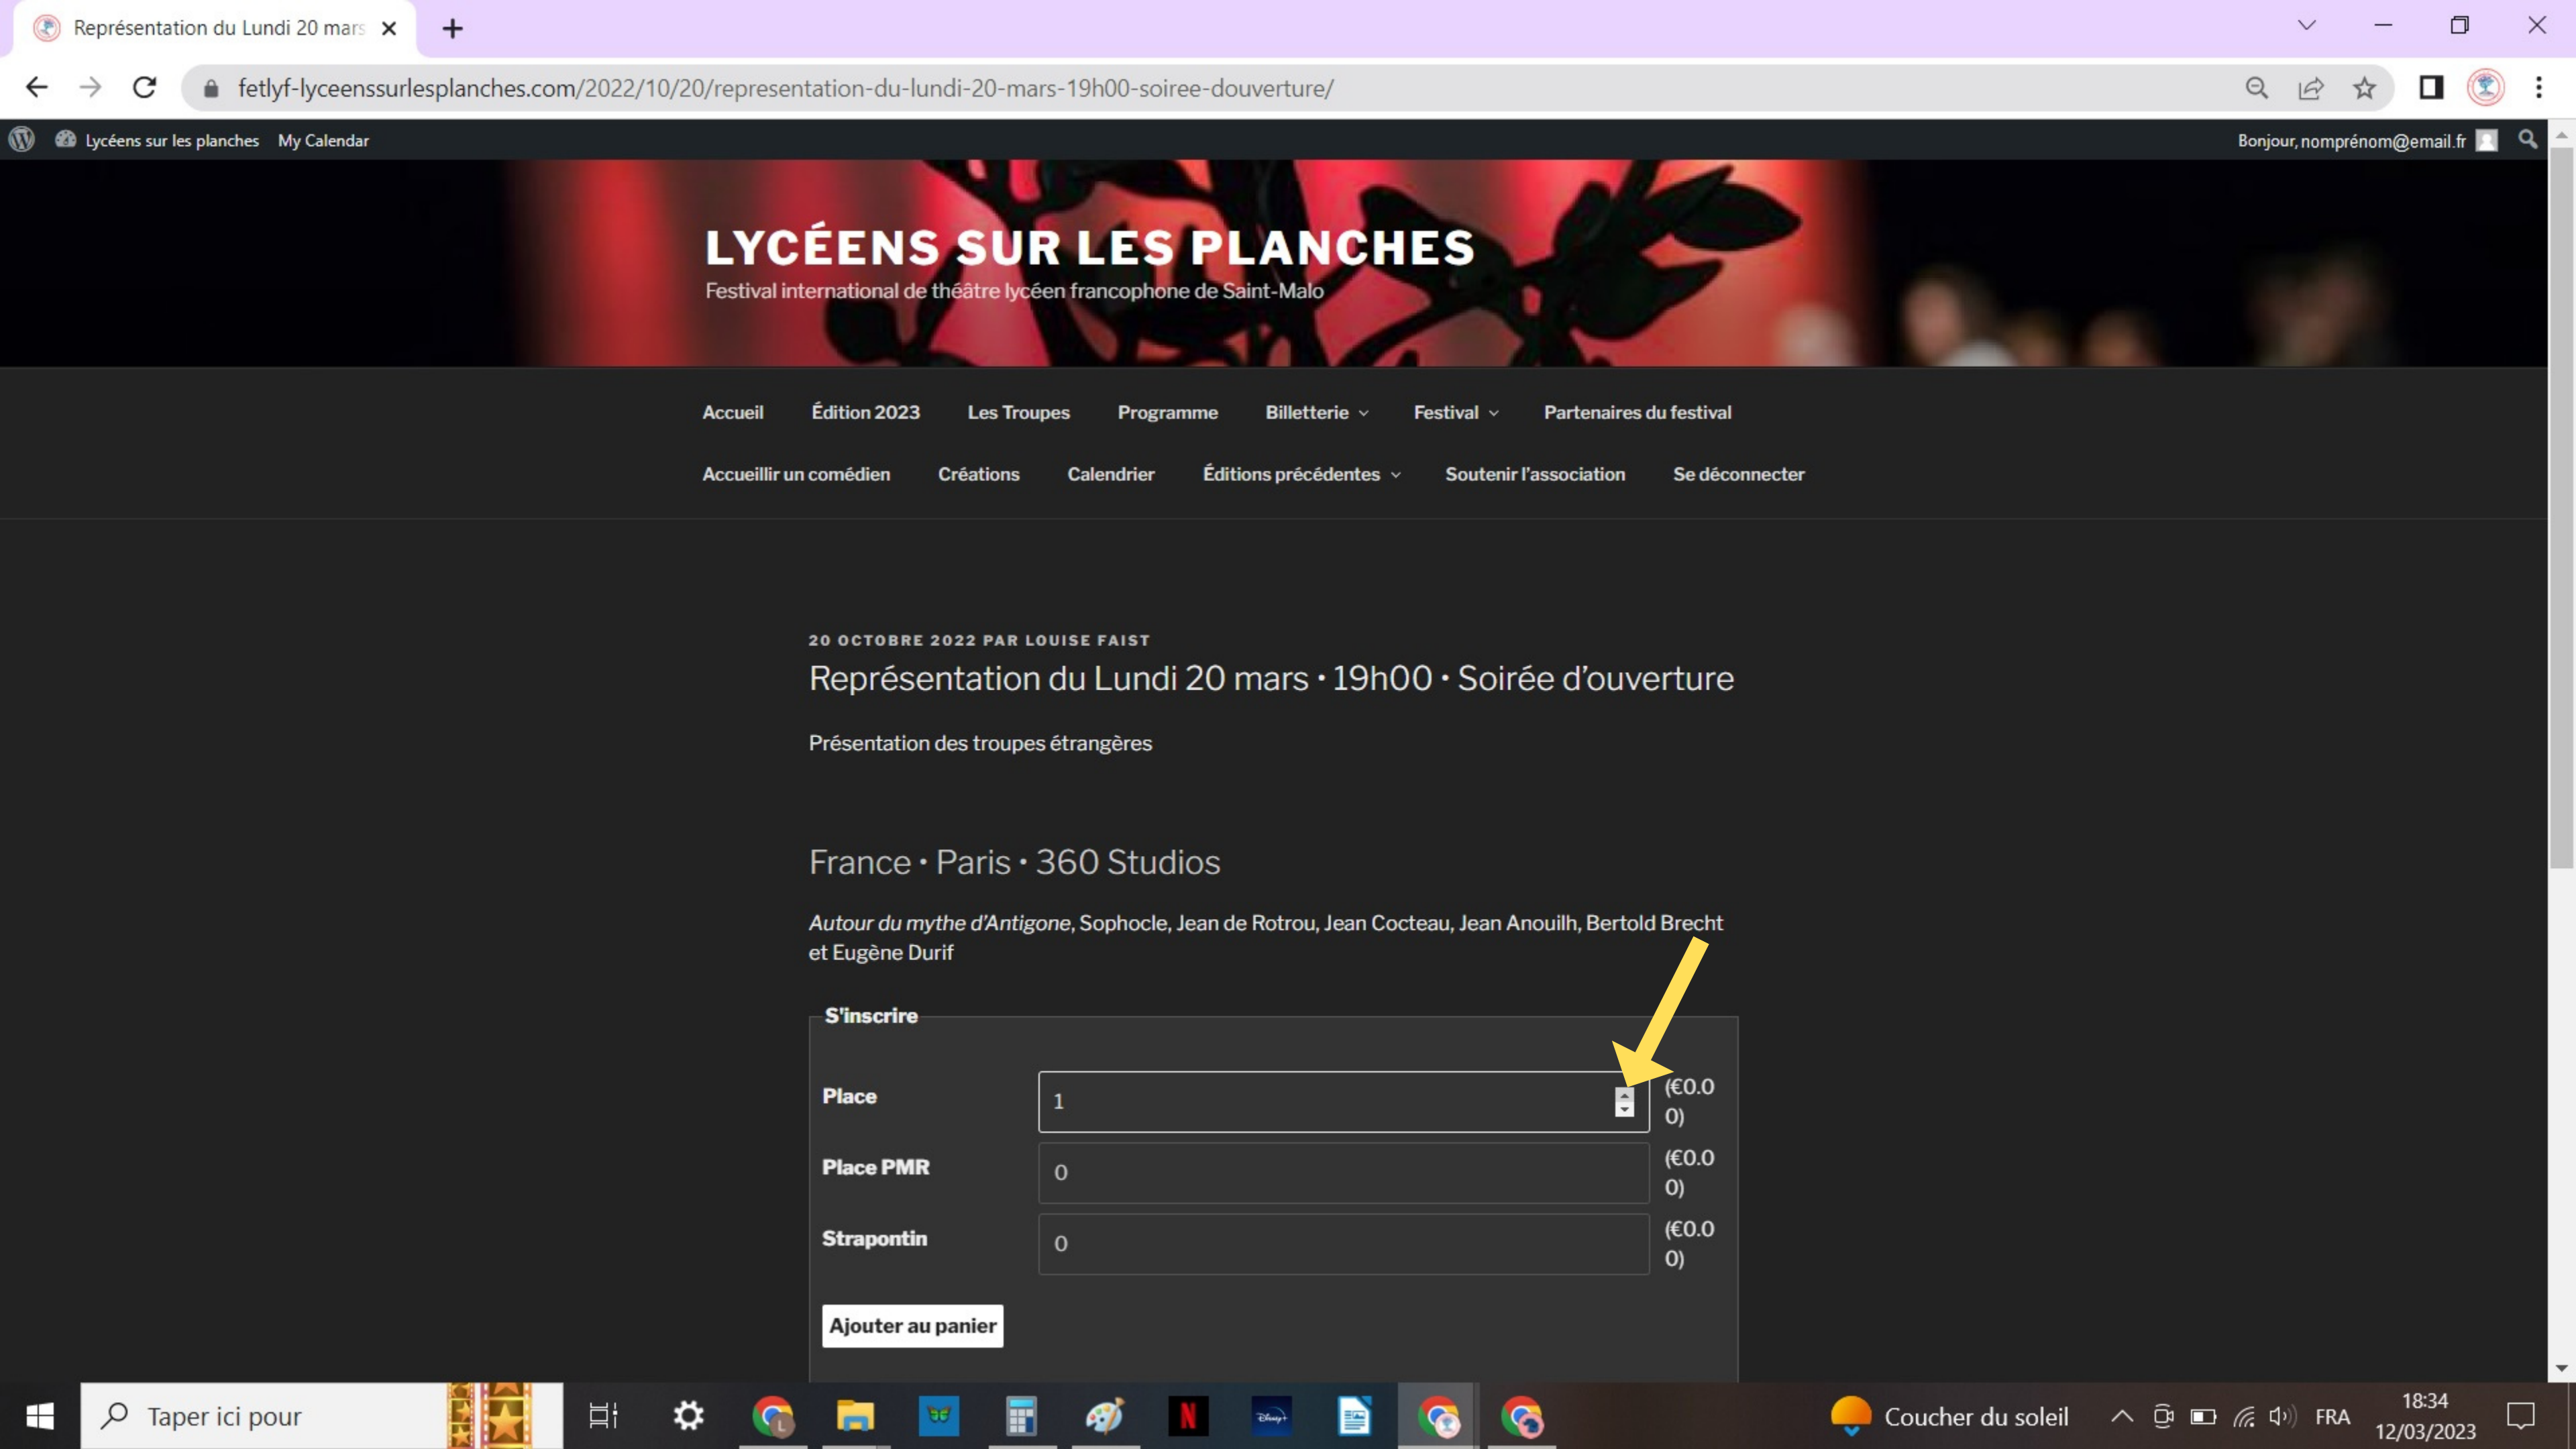 Représentation du Lundi 20 mars
fetlyf-lyceenssurlesplanches.com/2022/10/20/representation-du-lundi-20-mars-19h00-soiree-douverture/
Lycéens sur les planches My Calendar Bonjour, nomprénom@email.fr
LYCÉENS SUR LES PLANCHES
Festival international de théâtre lycéen francophone de Saint-Malo
Accueil Édition 2023 Les Troupes Programme Billetterie Festival Partenaires du festival
Accueillir un comédien Créations Calendrier Éditions précédentes Soutenir l'association Se déconnecter
20 OCTOBRE 2022 PAR LOUISE FAIST
Représentation du Lundi 20 mars • 19h00 • Soirée d'ouverture
Présentation des troupes étrangères
France • Paris • 360 Studios
Autour du mythe d'Antigone, Sophocle, Jean de Rotrou, Jean Cocteau, Jean Anouilh, Bertold Brecht
et Eugène Durif
S'inscrire
Place 1 (€0.0
0)
Place PMR 0 (€0.0
0)
Strapontin 0 (€0.0
0)
Ajouter au panier
Taper ici pour L N Disney+ Coucher du soleil FRA 18:34
12/03/2023